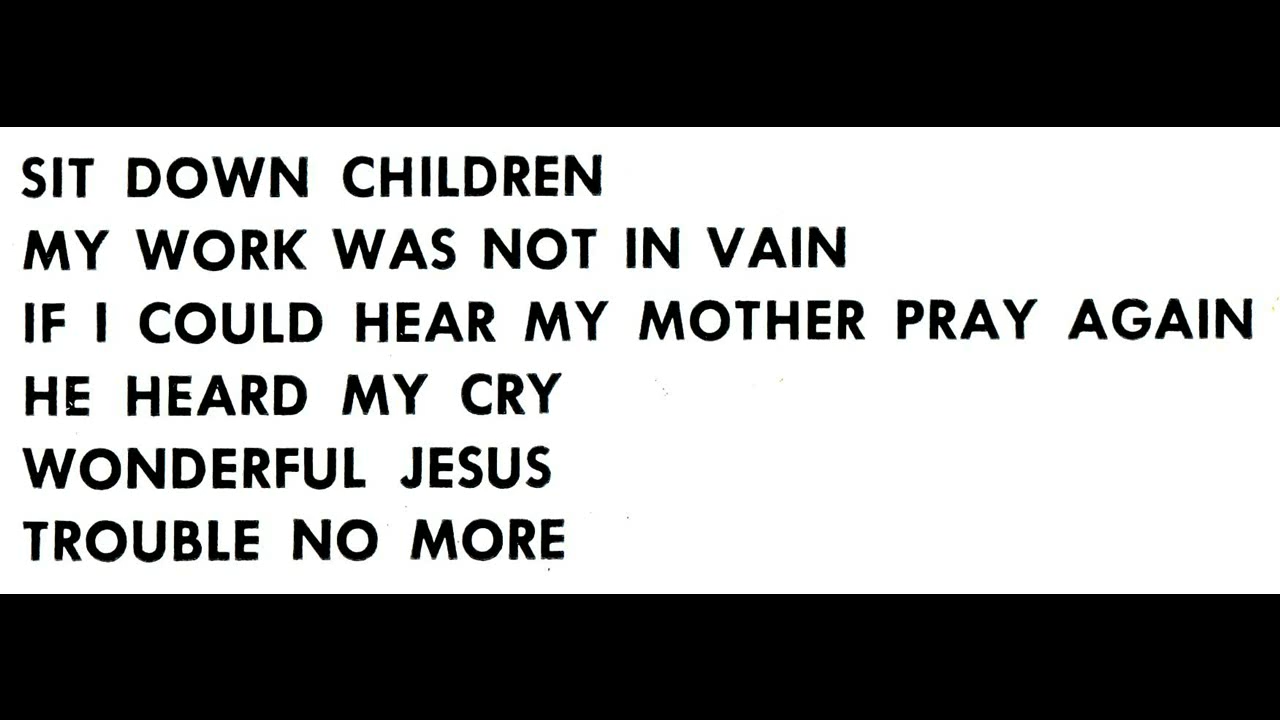 SIT DOWN CHILDREN
MY WORK WAS NOT IN VAIN
IF I COULD HEAR MY MOTHER PRAY AGAIN
HE HEARD MY CRY
WONDERFUL JESUS
TROUBLE NO MORE